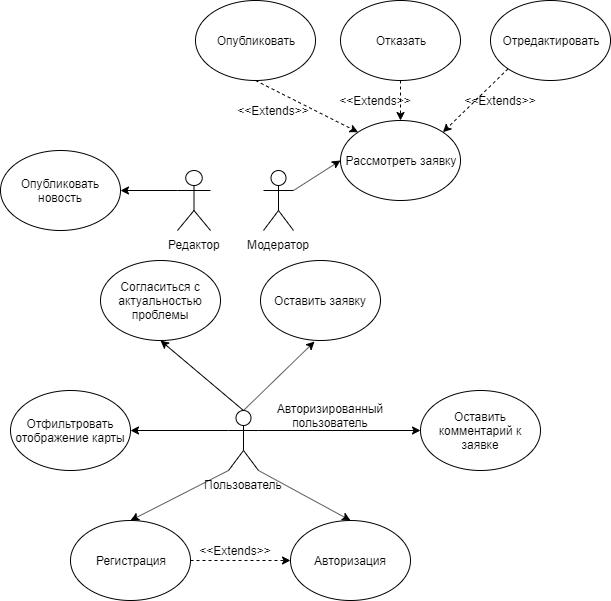 Опубликовать
Отказать
Отредактировать
<<Extends>>
<<Extends>>
<<Extends>>
Рассмотреть заявку
Опубликовать
новость
Редактор
Модератор
Согласиться с
актуальностью
проблемы
Оставить заявку
Отфильтровать
отображение карты
Авторизированный
пользователь
Оставить
комментарий к
заявке
Пользователь
Регистрация
<<Extends>>
Авторизация